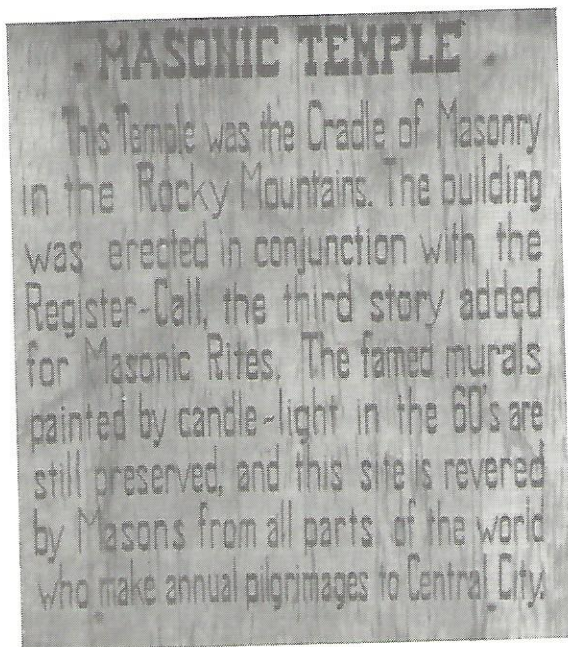 MASONIC TEMPLE
This Temple was the Cradle of Masonry
in the Rocky Mountains. The building
was erected in conjunction with the
Register-Call, the third story added
for Masonic Rites. The famed murals
painted by candle-light in the 60's are
still preserved, and this site is revered
by Masons from all parts of the world
who make annual pilgrimages to Central City.